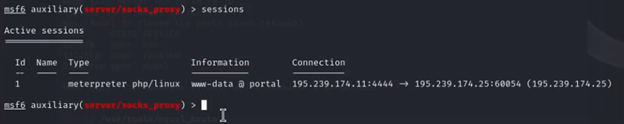 msf6 auxiliary(server/socks_proxy) > sessions
Active sessions
Id Name Type Information Connection
1 meterpreter php/linux www-data @ portal 195.239.174.11:4444 → 195.239.174.25:60054 (195.239.174.25)
msf6 auxiliary(server/socks_proxy) >